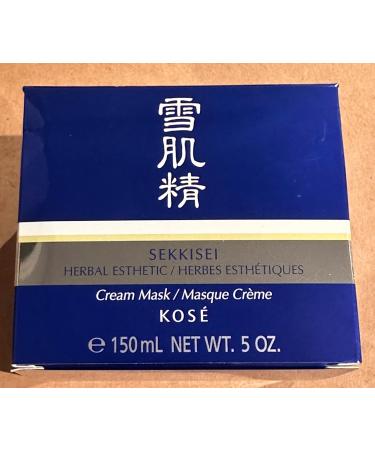 雪肌精
SEKKISEI
HERBAL ESTHETIC / HERBES ESTHÉTIQUES
Cream Mask / Masque Crème
KOSÉ
℮ 150 mL NET WT. 5 OZ.